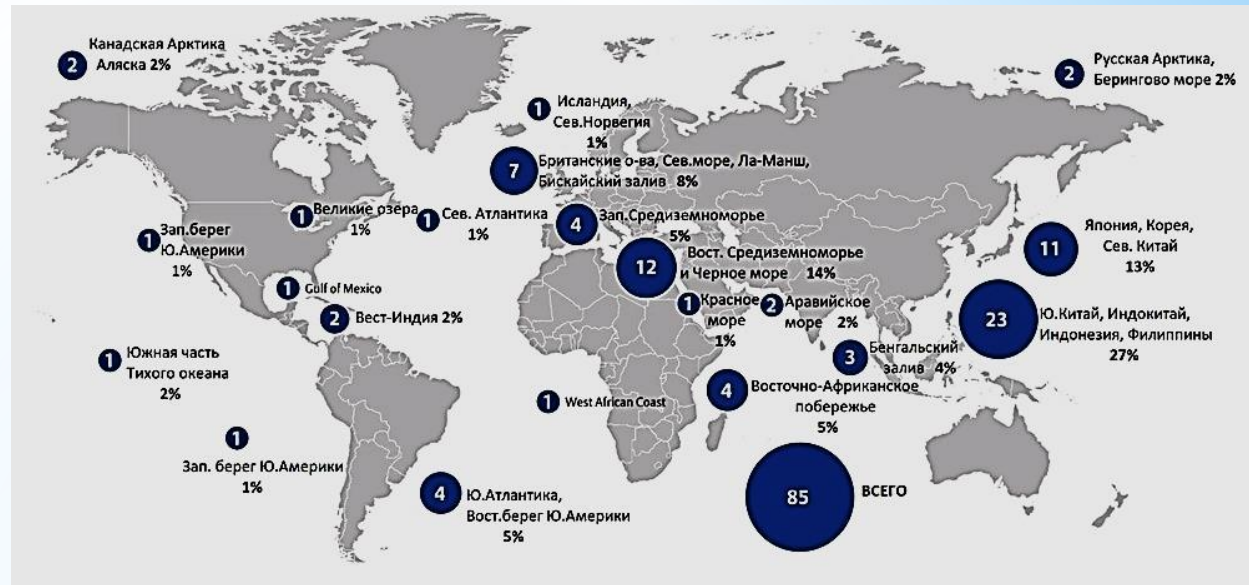 2
Канадская Арктика
Аляска 2%
2
Русская Арктика,
Берингово море 2%
1
Исландия,
Сев.Норвегия
1%
7
Британские о-ва, Сев.море, Ла-Манш,
Бискайский залив 8%
1
Великие озёра
1%
1
Сев. Атлантика
1%
4
Зап.Средиземноморье
5%
1
Зап.берег
Ю.Америки
1%
11
Япония, Корея,
Сев. Китай
13%
12
Вост. Средиземноморье
и Черное море 14%
1
Gulf of Mexico
2
Вест-Индия 2%
1
Красное
море
1%
2
Аравийское
море 2%
23
Ю.Китай, Индокитай,
Индонезия, Филиппины
27%
1
Южная часть
Тихого океана
2%
3
Бенгальский
залив 4%
4
Восточно-Африканское
побережье
5%
1
West African Coast
1
Зап. берег Ю.Америки
1%
4
Ю.Атлантика,
Вост.берег Ю.Америки
5%
85
ВСЕГО